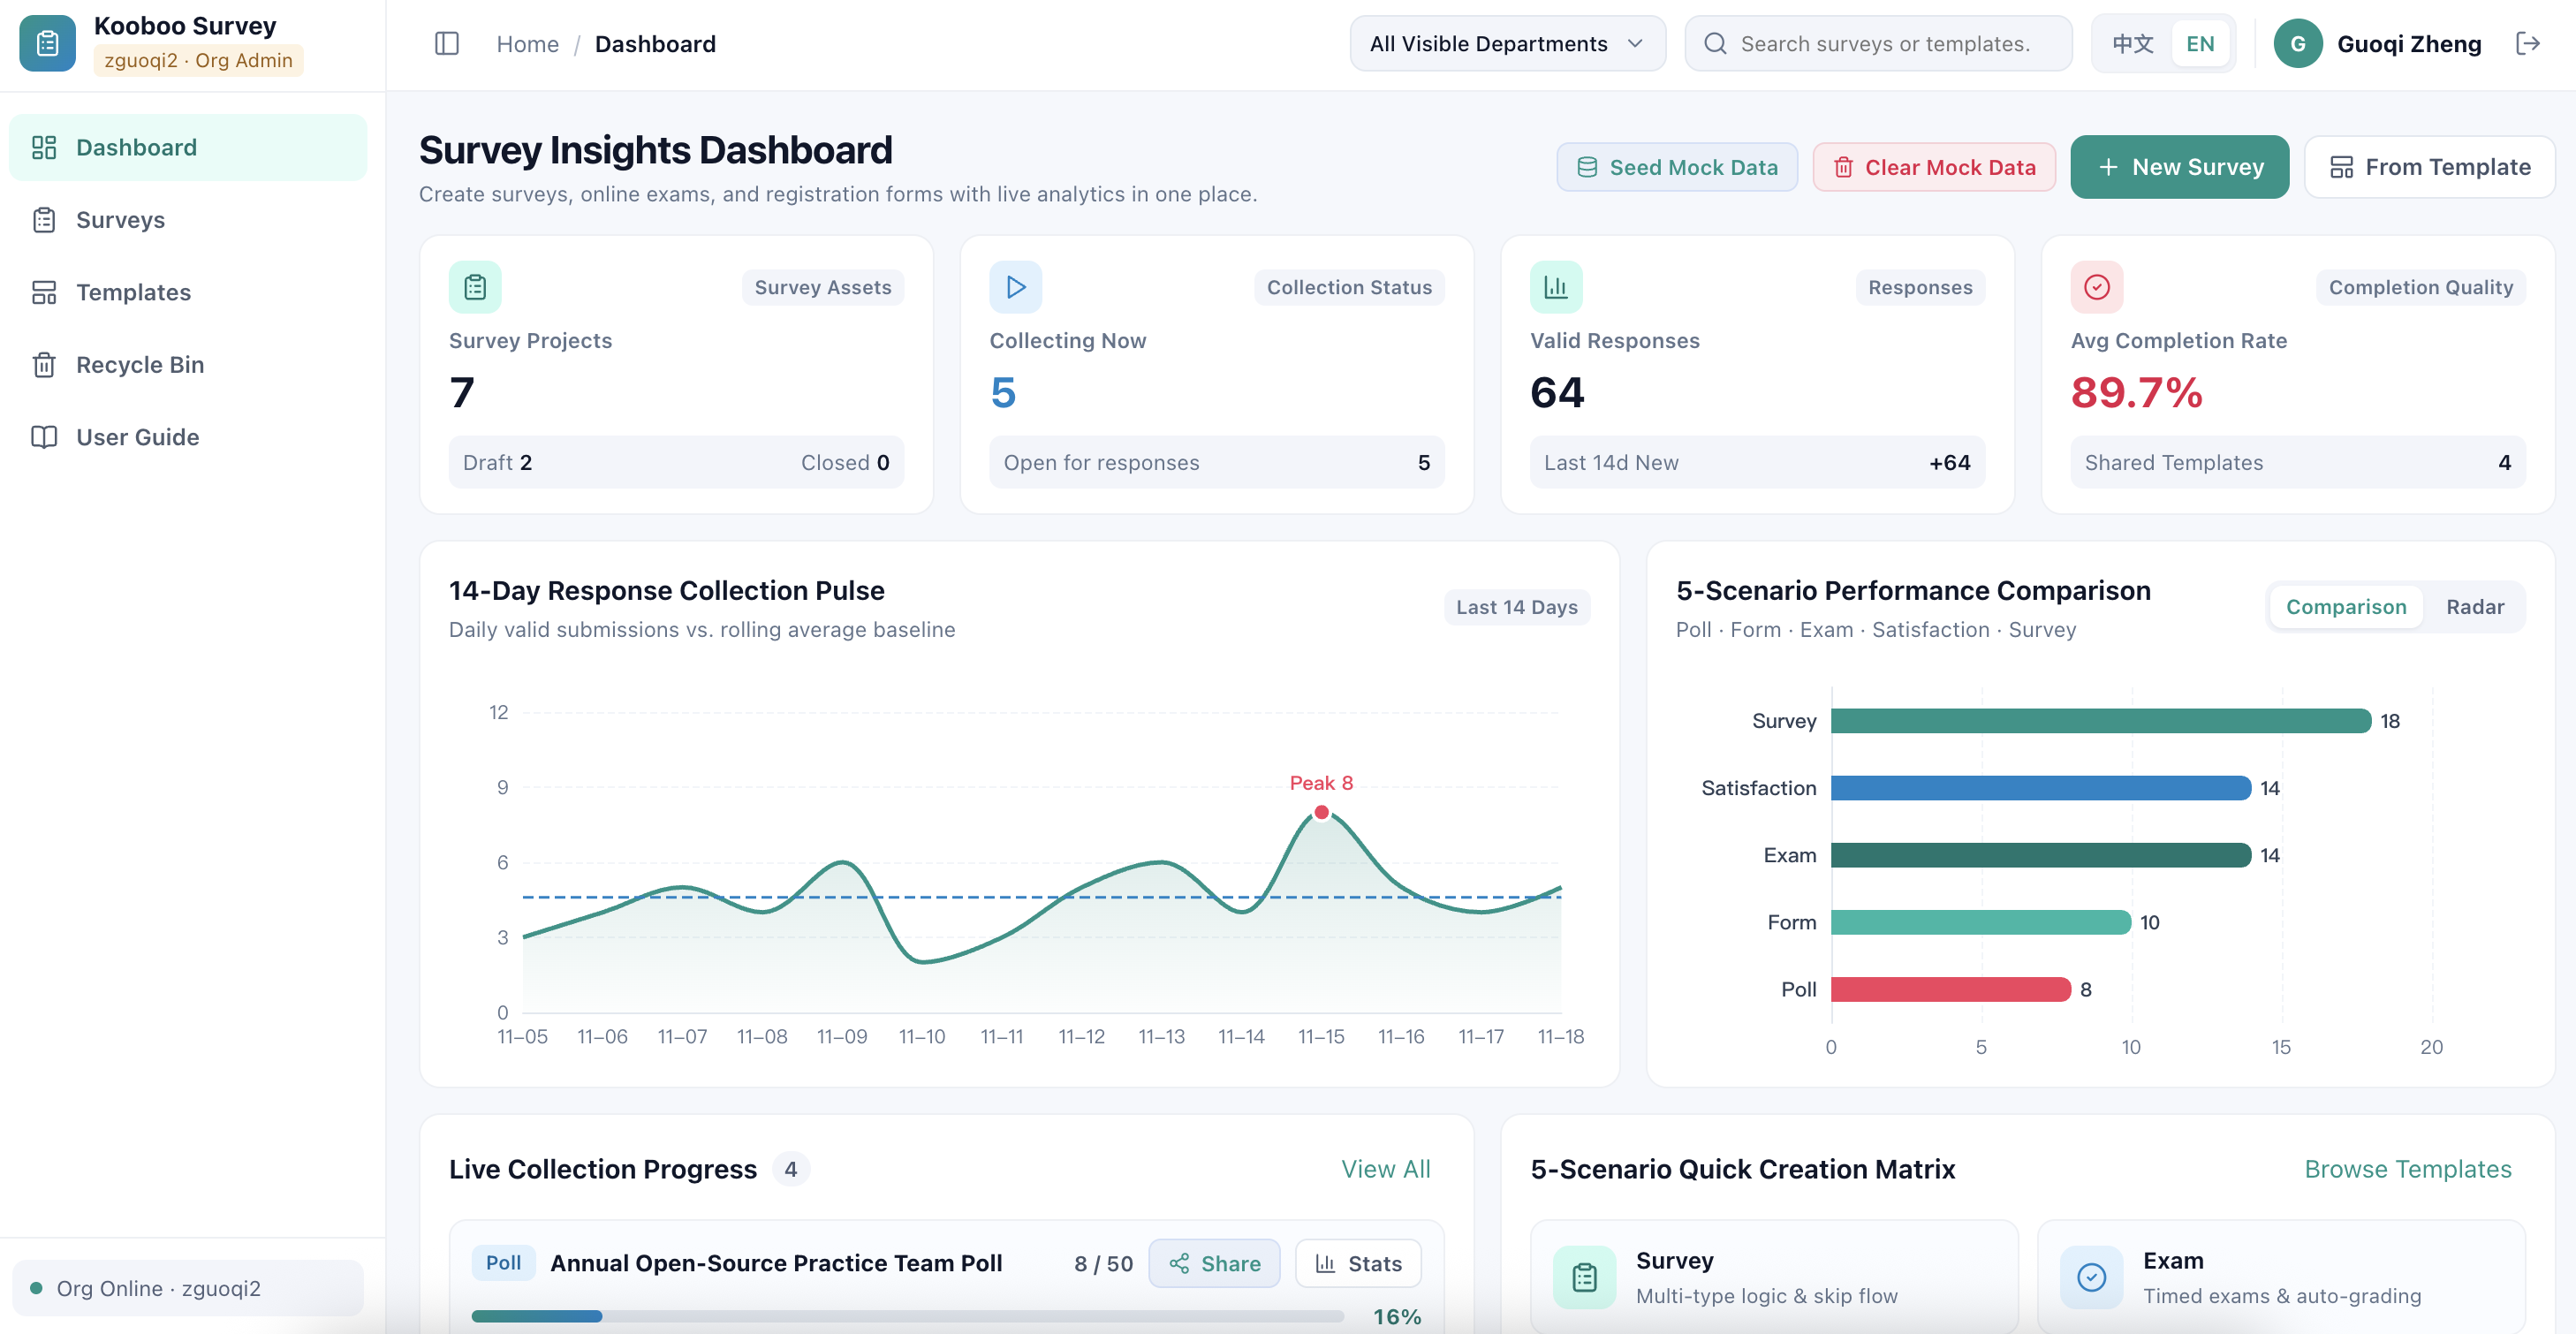 Kooboo Survey
zguoqi2 · Org Admin
Home / Dashboard
All Visible Departments
Search surveys or templates.
中文 EN
G Guoqi Zheng
Dashboard
Surveys
Templates
Recycle Bin
User Guide
Org Online · zguoqi2
Survey Insights Dashboard
Create surveys, online exams, and registration forms with live analytics in one place.
Seed Mock Data
Clear Mock Data
New Survey
From Template
Survey Assets
Survey Projects
7
Draft 2 Closed 0
Collection Status
Collecting Now
5
Open for responses 5
Responses
Valid Responses
64
Last 14d New +64
Completion Quality
Avg Completion Rate
89.7%
Shared Templates 4
14-Day Response Collection Pulse
Daily valid submissions vs. rolling average baseline
Last 14 Days
12
9
6
3
0
Peak 8
11–05 11–06 11–07 11–08 11–09 11–10 11–11 11–12 11–13 11–14 11–15 11–16 11–17 11–18
5-Scenario Performance Comparison
Poll · Form · Exam · Satisfaction · Survey
Comparison Radar
Survey 18
Satisfaction 14
Exam 14
Form 10
Poll 8
0 5 10 15 20
Live Collection Progress 4
View All
Poll Annual Open-Source Practice Team Poll 8 / 50 Share Stats
16%
5-Scenario Quick Creation Matrix
Browse Templates
Survey
Multi-type logic & skip flow
Exam
Timed exams & auto-grading